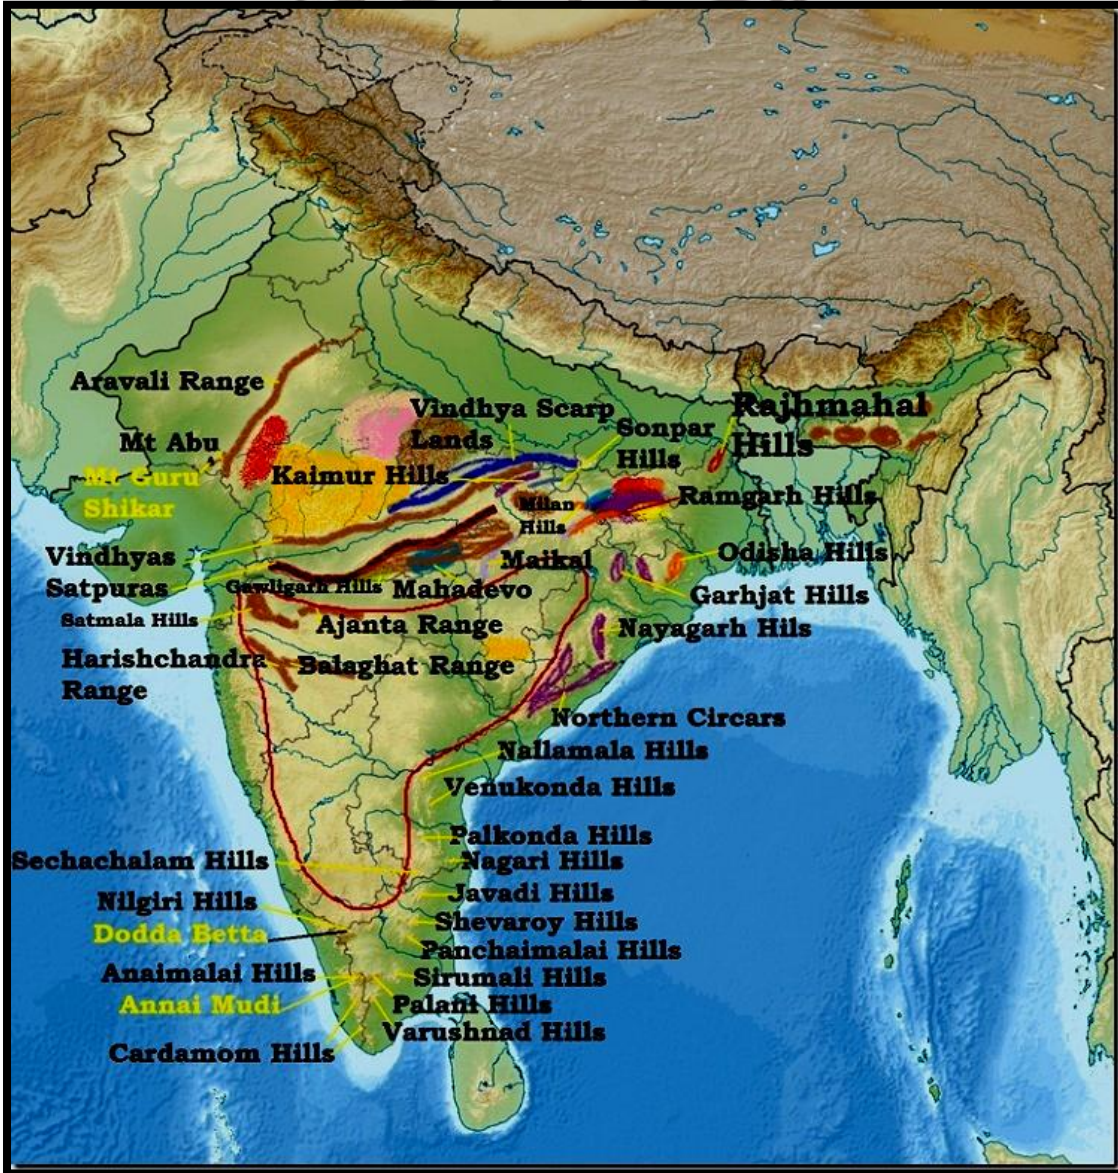 Aravali Range
Mt Abu
Mt Guru
Shikar
Vindhya Scarp
Lands
Sonpar
Hills
Rajhmahal
Hills
Kaimur Hills
Milan
Hills
Ramgarh Hills
Vindhyas
Satpuras
Maikal
Odisha Hills
Gawligarh Hills
Mahadevo
Garhjat Hills
Satmala Hills
Ajanta Range
Nayagarh Hils
Harishchandra
Range
Balaghat Range
Northern Circars
Nallamala Hills
Venukonda Hills
Palkonda Hills
Sechachalam Hills
Nagari Hills
Javadi Hills
Nilgiri Hills
Shevaroy Hills
Dodda Betta
Panchaimalai Hills
Anaimalai Hills
Sirumali Hills
Annai Mudi
Palani Hills
Varushnad Hills
Cardamom Hills